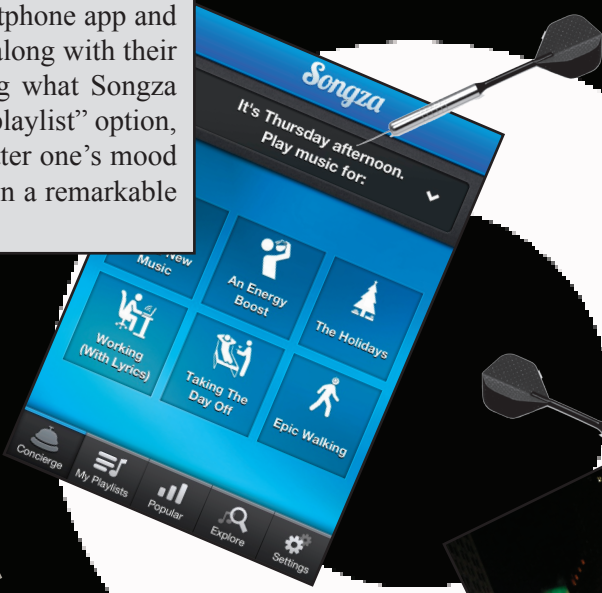 tphone app and
along with their
g what Songza
playlist” option,
tter one’s mood
n a remarkable
Songza
It's Thursday afternoon.
Play music for:
New
Music
An Energy
Boost
The Holidays
Working
(With Lyrics)
Taking The
Day Off
Epic Walking
Concierge
My Playlists
Popular
Explore
Settings